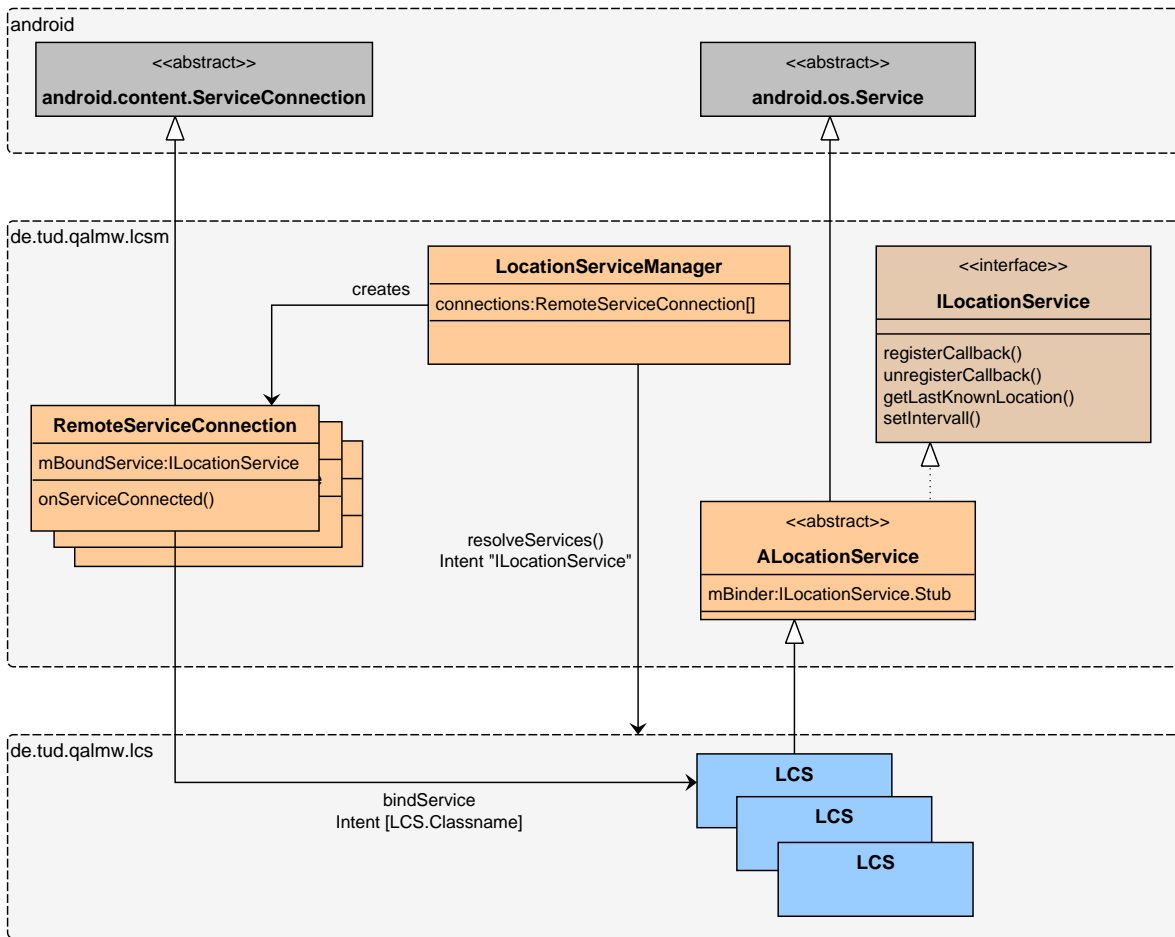 android
<<abstract>>
android.content.ServiceConnection
<<abstract>>
android.os.Service
de.tud.qalmw.lcsm
LocationServiceManager
connections:RemoteServiceConnection[]
creates
<<interface>>
ILocationService
registerCallback()
unregisterCallback()
getLastKnownLocation()
setIntervall()
RemoteServiceConnection
mBoundService:ILocationService
onServiceConnected()
e
resolveServices()
Intent "ILocationService"
<<abstract>>
ALocationService
mBinder:ILocationService.Stub
de.tud.qalmw.lcs
bindService
Intent [LCS.Classname]
LCS
LCS
LCS